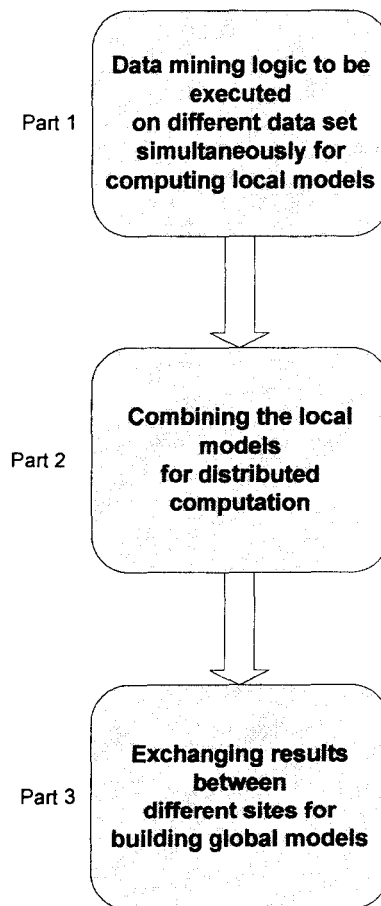 Part 1
Data mining logic to be
executed
on different data set
simultaneously for
computing local models
Part 2
Combining the local
models
for distributed
computation
Part 3
Exchanging results
between
different sites for
building global models